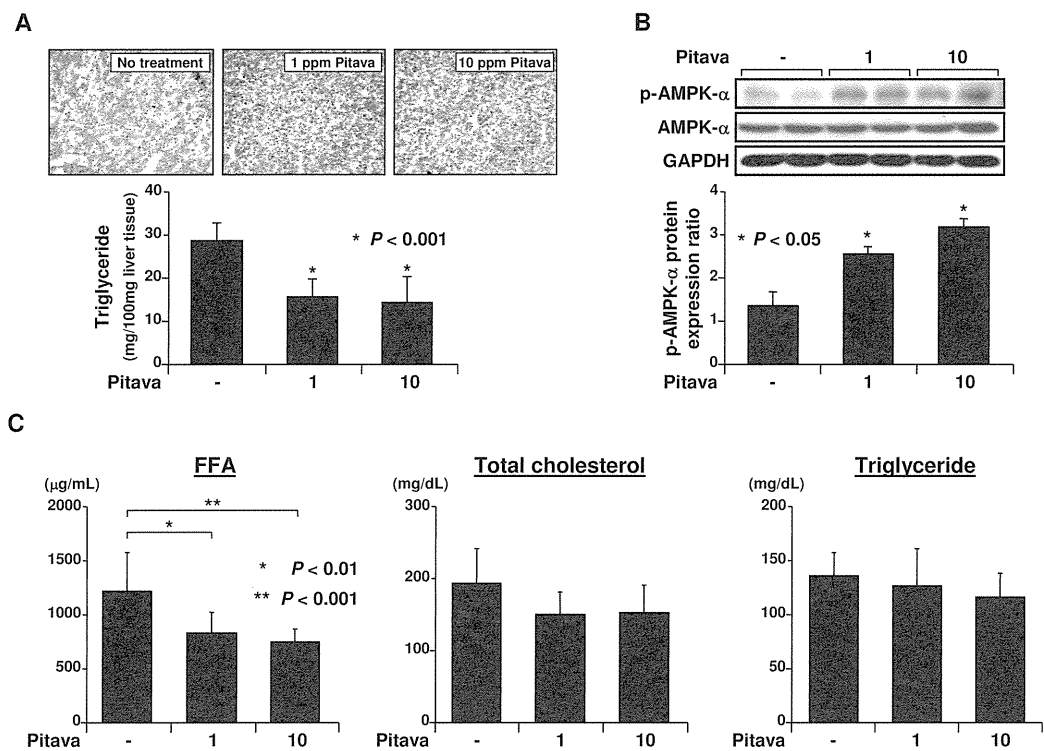 A
No treatment
1 ppm Pitava
10 ppm Pitava
40
30
20
10
0
Triglyceride
(mg/100mg liver tissue)
* P < 0.001
*
*
Pitava - 1 10
B
Pitava - 1 10
p-AMPK-α
AMPK-α
GAPDH
4
3
2
1
0
p-AMPK-α protein
expression ratio
* P < 0.05
*
*
Pitava - 1 10
C
FFA
(µg/mL)
2000
1500
1000
500
0
**
*
* P < 0.01
** P < 0.001
Pitava - 1 10
Total cholesterol
(mg/dL)
300
200
100
0
Pitava - 1 10
Triglyceride
(mg/dL)
200
150
100
50
0
Pitava - 1 10